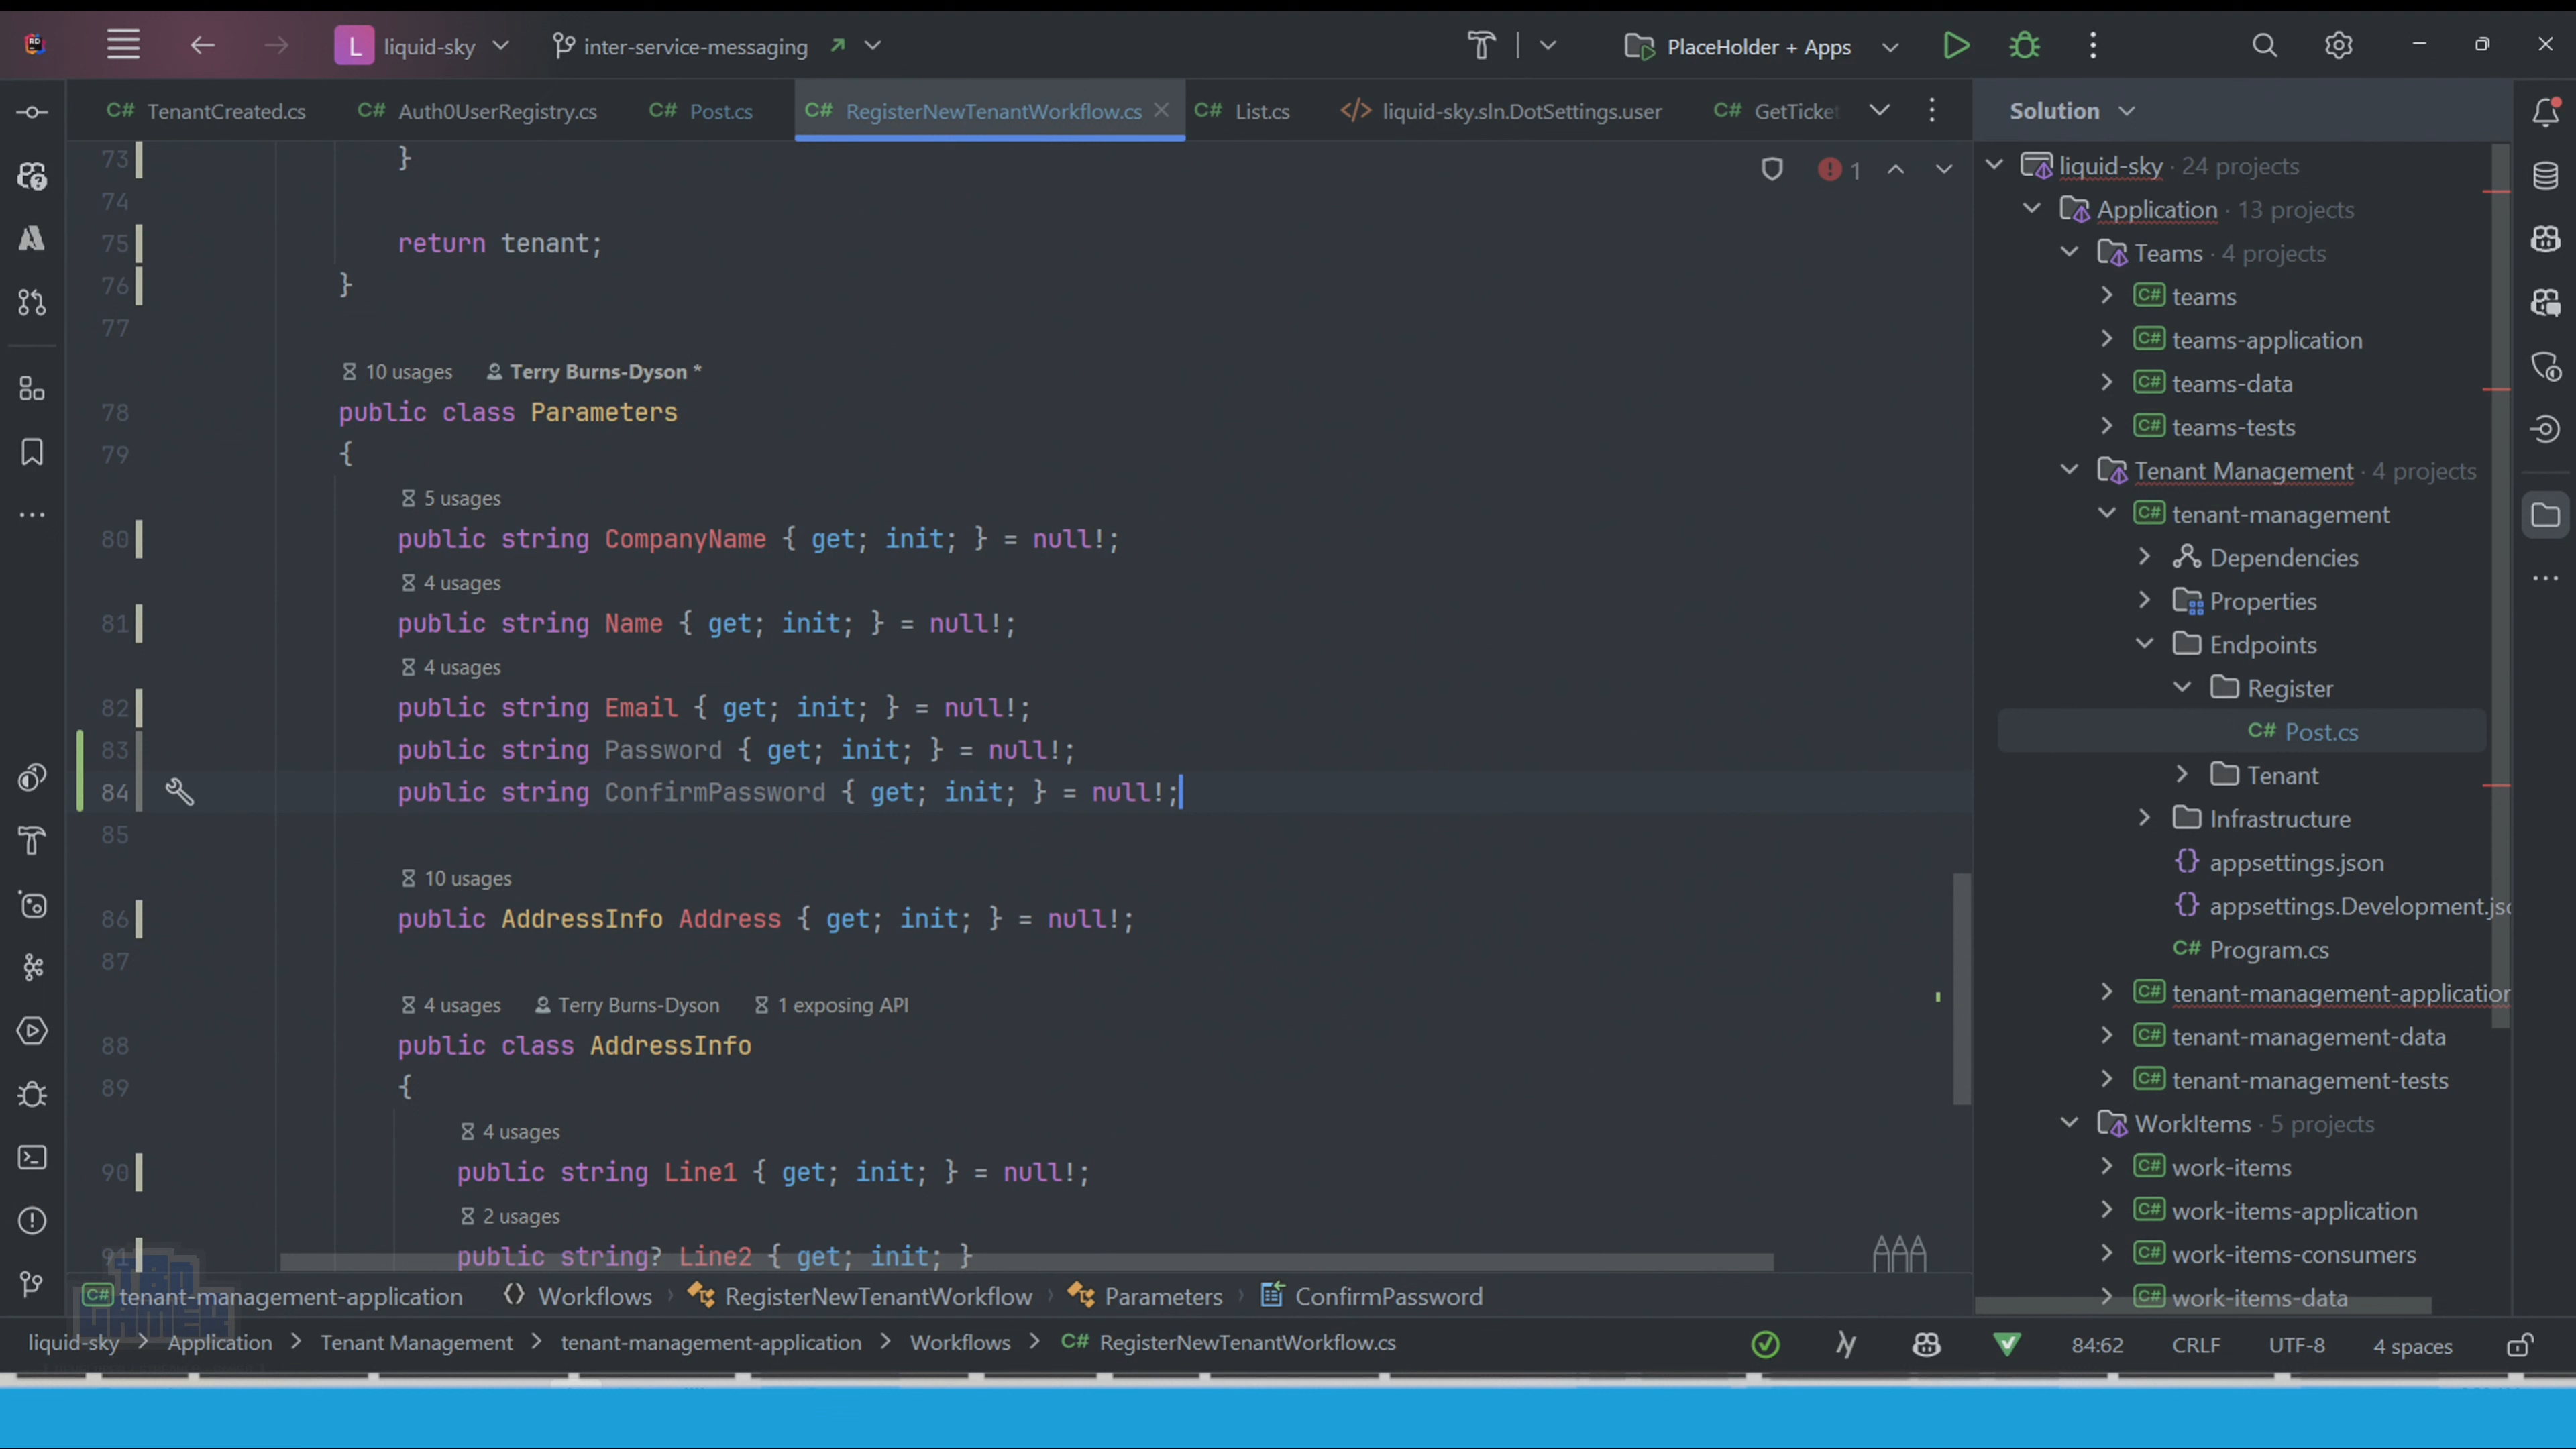 L liquid-sky inter-service-messaging PlaceHolder + Apps
C# TenantCreated.cs C# Auth0UserRegistry.cs C# Post.cs C# RegisterNewTenantWorkflow.cs C# List.cs </> liquid-sky.sln.DotSettings.user C# GetTicket
1
73 }
74
75 return tenant;
76 }
77
10 usages Terry Burns-Dyson *
78 public class Parameters
79 {
5 usages
80 public string CompanyName { get; init; } = null!;
4 usages
81 public string Name { get; init; } = null!;
4 usages
82 public string Email { get; init; } = null!;
83 public string Password { get; init; } = null!;
84 public string ConfirmPassword { get; init; } = null!;
85
10 usages
86 public AddressInfo Address { get; init; } = null!;
87
4 usages Terry Burns-Dyson 1 exposing API
88 public class AddressInfo
89 {
4 usages
90 public string Line1 { get; init; } = null!;
2 usages
91 public string? Line2 { get; init; }
C# tenant-management-application Workflows RegisterNewTenantWorkflow Parameters ConfirmPassword
liquid-sky > Application > Tenant Management > tenant-management-application > Workflows > C# RegisterNewTenantWorkflow.cs
84:62 CRLF UTF-8 4 spaces
Solution
liquid-sky · 24 projects
Application · 13 projects
Teams · 4 projects
C# teams
C# teams-application
C# teams-data
C# teams-tests
Tenant Management · 4 projects
C# tenant-management
Dependencies
Properties
Endpoints
Register
C# Post.cs
Tenant
Infrastructure
{} appsettings.json
{} appsettings.Development.jso
C# Program.cs
C# tenant-management-application
C# tenant-management-data
C# tenant-management-tests
WorkItems · 5 projects
C# work-items
C# work-items-application
C# work-items-consumers
C# work-items-data